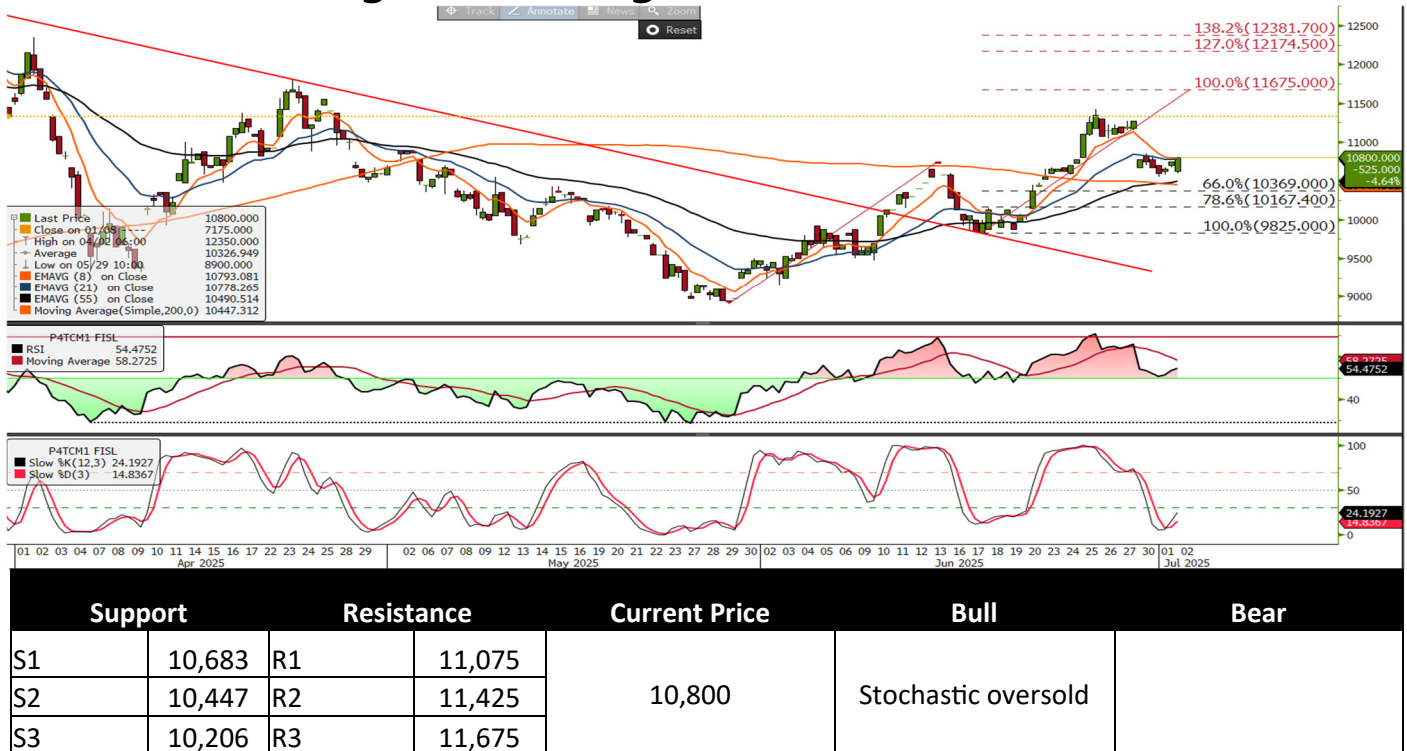 Track Annotate News Zoom
Reset
138.2%(12381.700)
127.0%(12174.500)
100.0%(11675.000)
66.0%(10369.000)
78.6%(10167.400)
100.0%(9825.000)
12500
12000
11500
11000
10800.000
-525.000
-4.64%
10000
9500
9000
Last Price 10800.000
Close on 01/09 ---- 7175.000
High on 04/02 06:00 12350.000
Average 10326.949
Low on 05/29 10:00 8900.000
EMAVG (8) on Close 10793.081
EMAVG (21) on Close 10778.265
EMAVG (55) on Close 10490.514
Moving Average(Simple,200,0) 10447.312
P4TCM1 FISL
RSI 54.4752
Moving Average 58.2725
58.2725
54.4752
40
P4TCM1 FISL
Slow %K(12,3) 24.1927
Slow %D(3) 14.8367
100
50
24.1927
14.8367
0
01 02 03 04 07 08 09 10 11 14 15 16 17 22 23 24 25 28 29 02 06 07 08 09 12 13 14 15 16 19 20 21 22 23 27 28 29 30 02 03 04 05 06 09 10 11 12 13 16 17 18 19 20 23 24 25 26 27 30 01 02
Apr 2025 May 2025 Jun 2025 Jul 2025
Support Resistance Current Price Bull Bear
S1 10,683 R1 11,075
S2 10,447 R2 11,425 10,800 Stochastic oversold
S3 10,206 R3 11,675